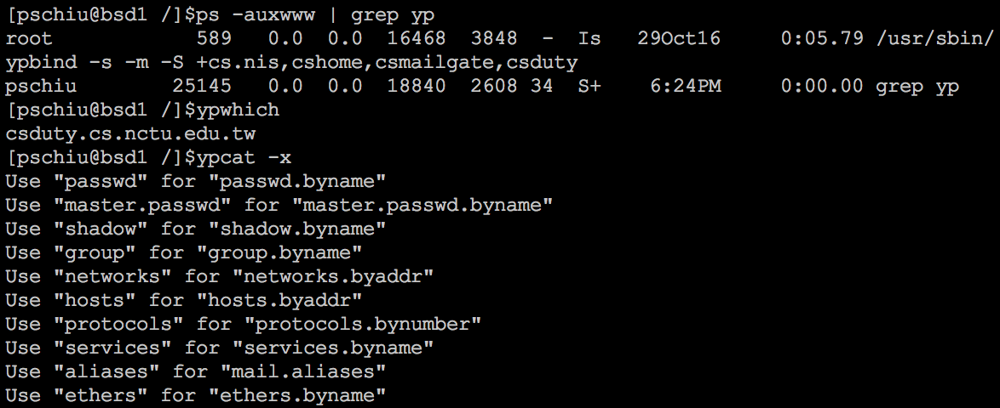 [pschiu@bsd1 /]$ps -auxwww | grep yp
root 589 0.0 0.0 16468 3848 - Is 29Oct16 0:05.79 /usr/sbin/
ypbind -s -m -S +cs.nis,cshome,csmailgate,csduty
pschiu 25145 0.0 0.0 18840 2608 34 S+ 6:24PM 0:00.00 grep yp
[pschiu@bsd1 /]$ypwhich
csduty.cs.nctu.edu.tw
[pschiu@bsd1 /]$ypcat -x
Use "passwd" for "passwd.byname"
Use "master.passwd" for "master.passwd.byname"
Use "shadow" for "shadow.byname"
Use "group" for "group.byname"
Use "networks" for "networks.byaddr"
Use "hosts" for "hosts.byaddr"
Use "protocols" for "protocols.bynumber"
Use "services" for "services.byname"
Use "aliases" for "mail.aliases"
Use "ethers" for "ethers.byname"